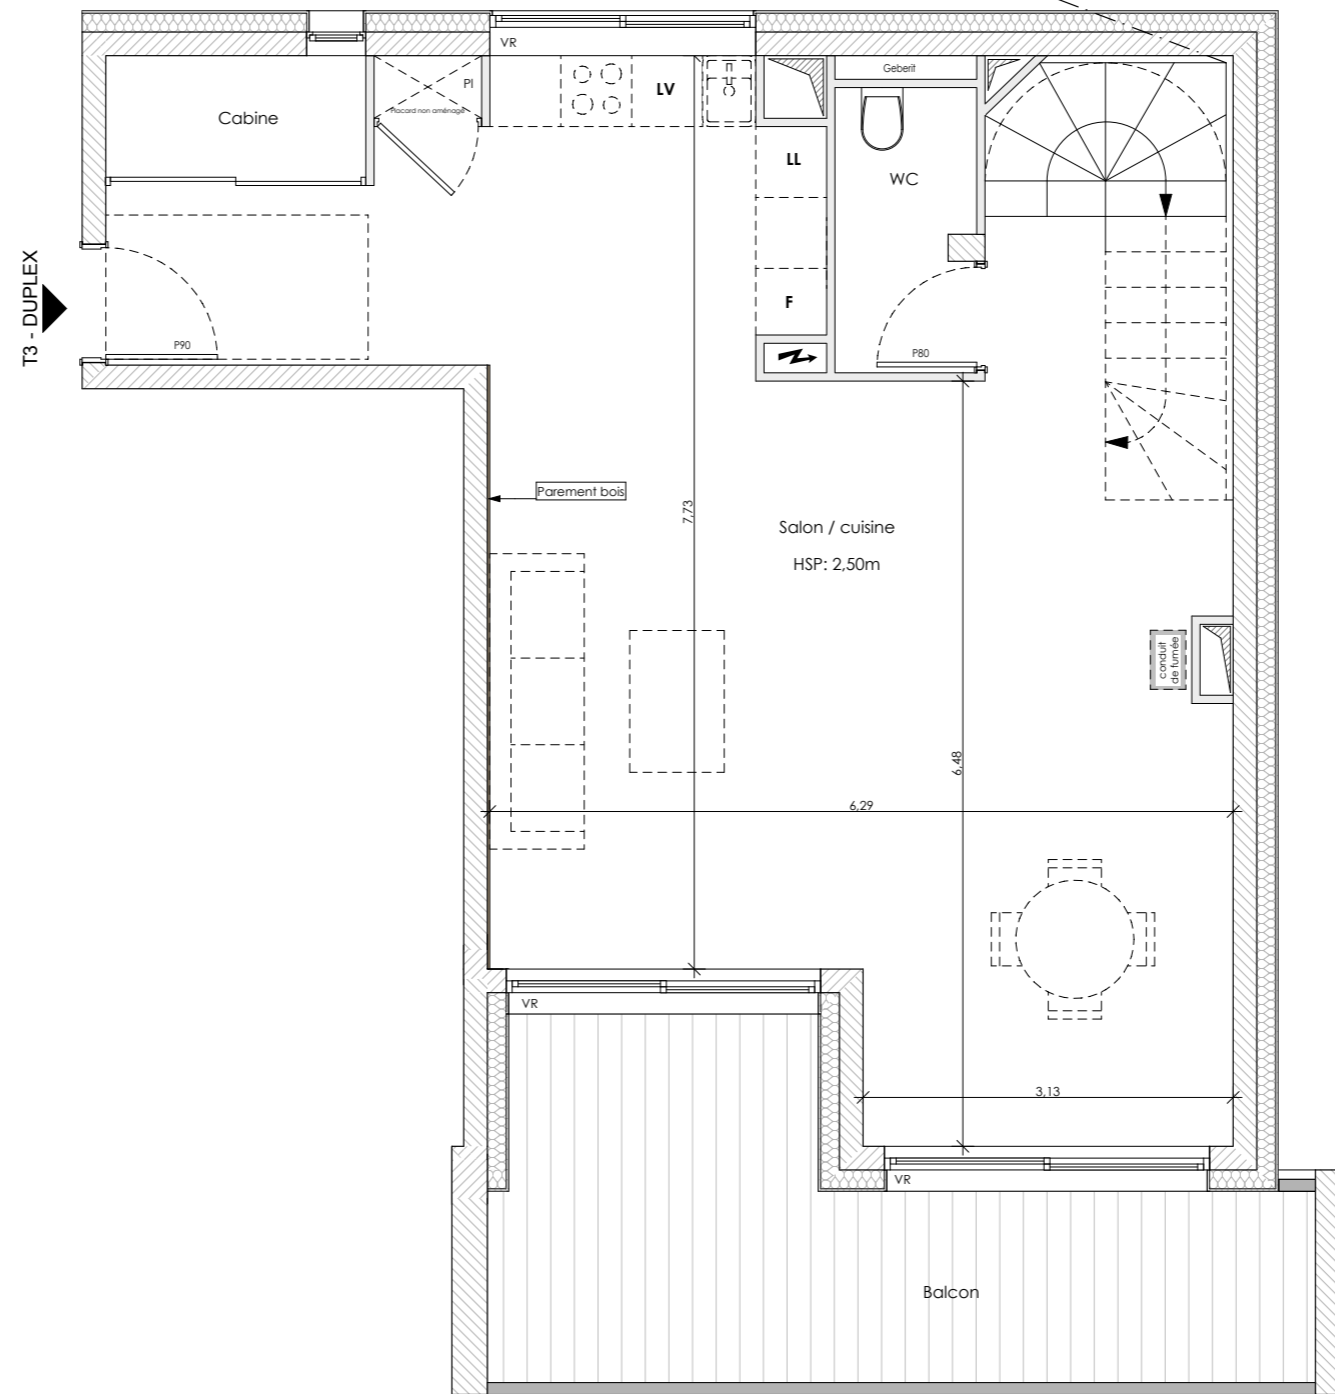 VR
Geberit
Cabine
Pl
Placard non aménagé
LV
LL
WC
T3 - DUPLEX
F
P90
P80
Parement bois
7,73
Salon / cuisine
HSP: 2,50m
conduit
de fumée
6,48
6,29
VR
3,13
VR
Balcon